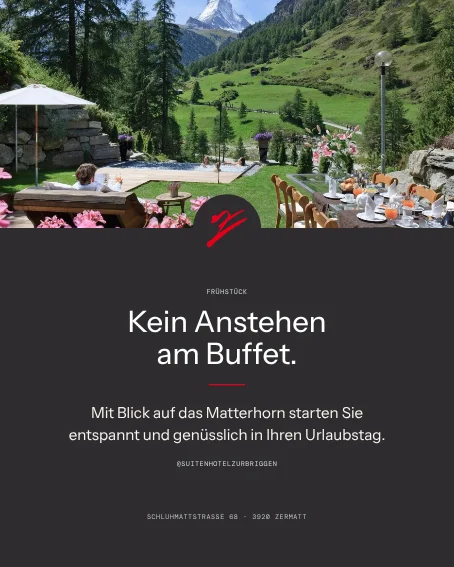 FRÜHSTÜCK
Kein Anstehen
am Buffet.
Mit Blick auf das Matterhorn starten Sie
entspannt und genüsslich in Ihren Urlaubstag.
@SUITENHOTELZURBRIGGEN
SCHLUHMATTSTRASSE 68 - 3920 ZERMATT